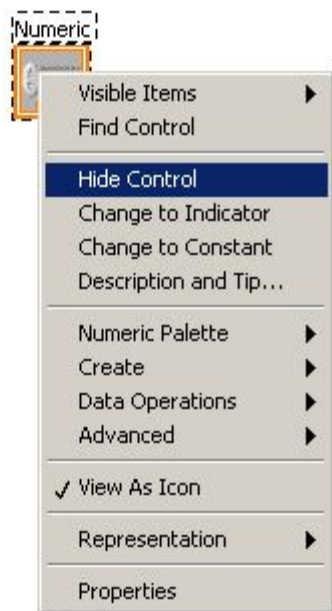 Numeric
Visible Items
Find Control
Hide Control
Change to Indicator
Change to Constant
Description and Tip...
Numeric Palette
Create
Data Operations
Advanced
View As Icon
Representation
Properties